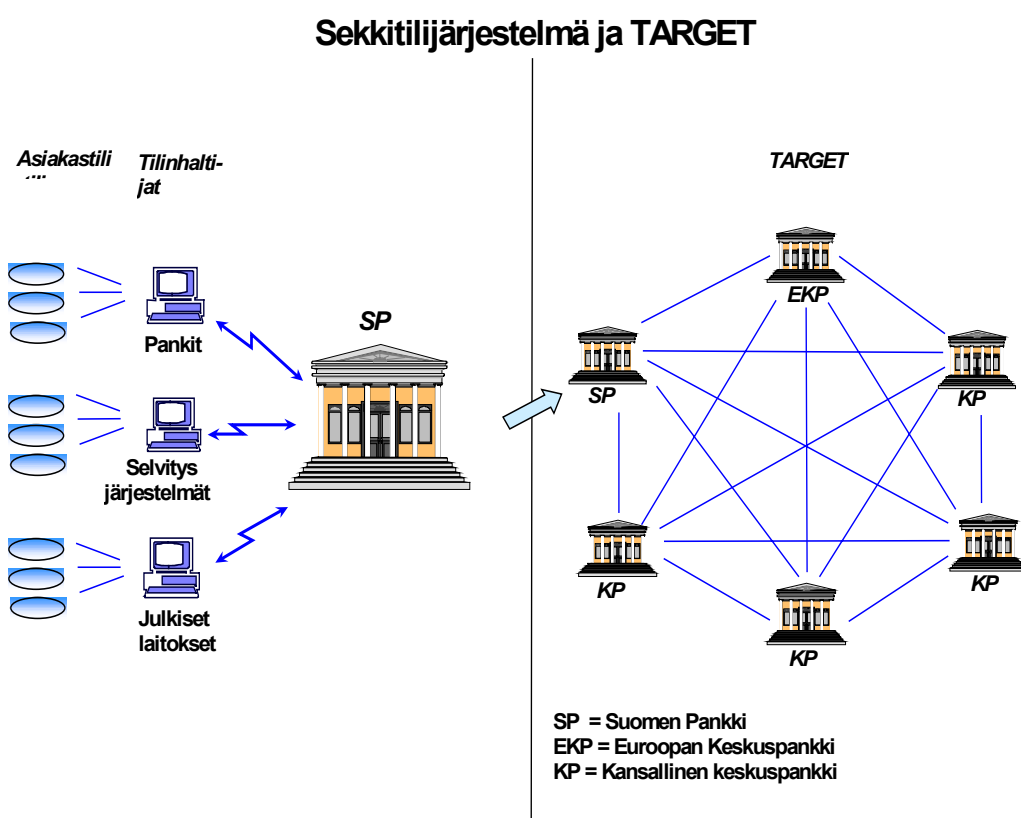 Sekkitilijärjestelmä ja TARGET
Asiakastili
Tilinhalti-
jat
Pankit
Selvitys
järjestelmät
Julkiset
laitokset
SP
TARGET
EKP
SP
KP
KP
KP
KP
SP = Suomen Pankki
EKP = Euroopan Keskuspankki
KP = Kansallinen keskuspankki